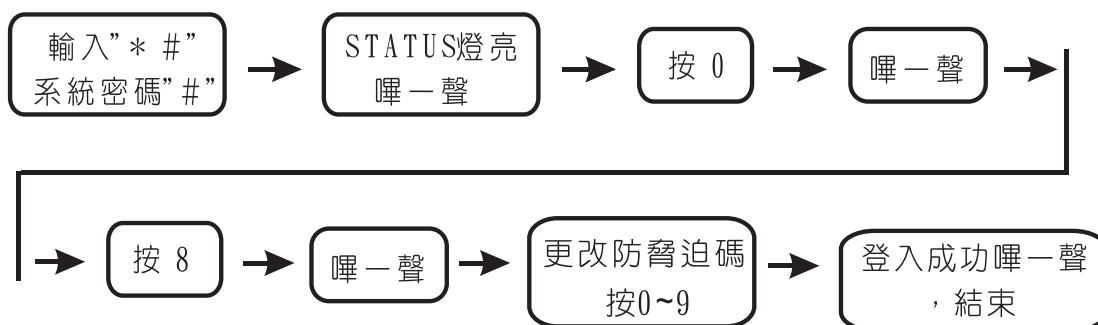 輸入”* #”
系統密碼”#”
STATUS燈亮
嗶一聲
按 0
嗶一聲
按 8
嗶一聲
更改防脅迫碼
按0~9
登入成功嗶一聲
，結束